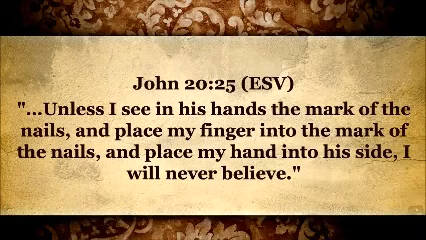 John 20:25 (ESV)
"...Unless I see in his hands the mark of the
nails, and place my finger into the mark of
the nails, and place my hand into his side, I
will never believe."